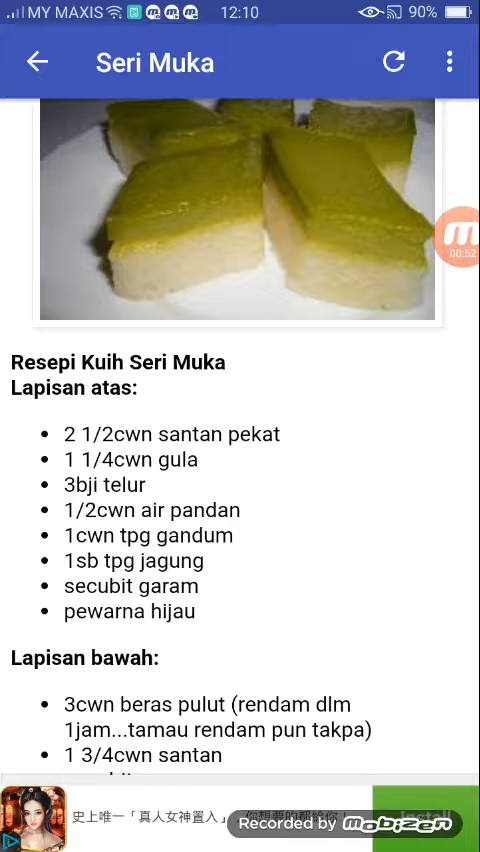 MY MAXIS
12:10
90%
Seri Muka
00:52
Resepi Kuih Seri Muka
Lapisan atas:
• 2 1/2cwn santan pekat
• 1 1/4cwn gula
• 3bji telur
• 1/2cwn air pandan
• 1cwn tpg gandum
• 1sb tpg jagung
• secubit garam
• pewarna hijau
Lapisan bawah:
• 3cwn beras pulut (rendam dlm
1jam...tamau rendam pun takpa)
• 1 3/4cwn santan
史上唯一「真人女神置入」
Recorded by mobizen